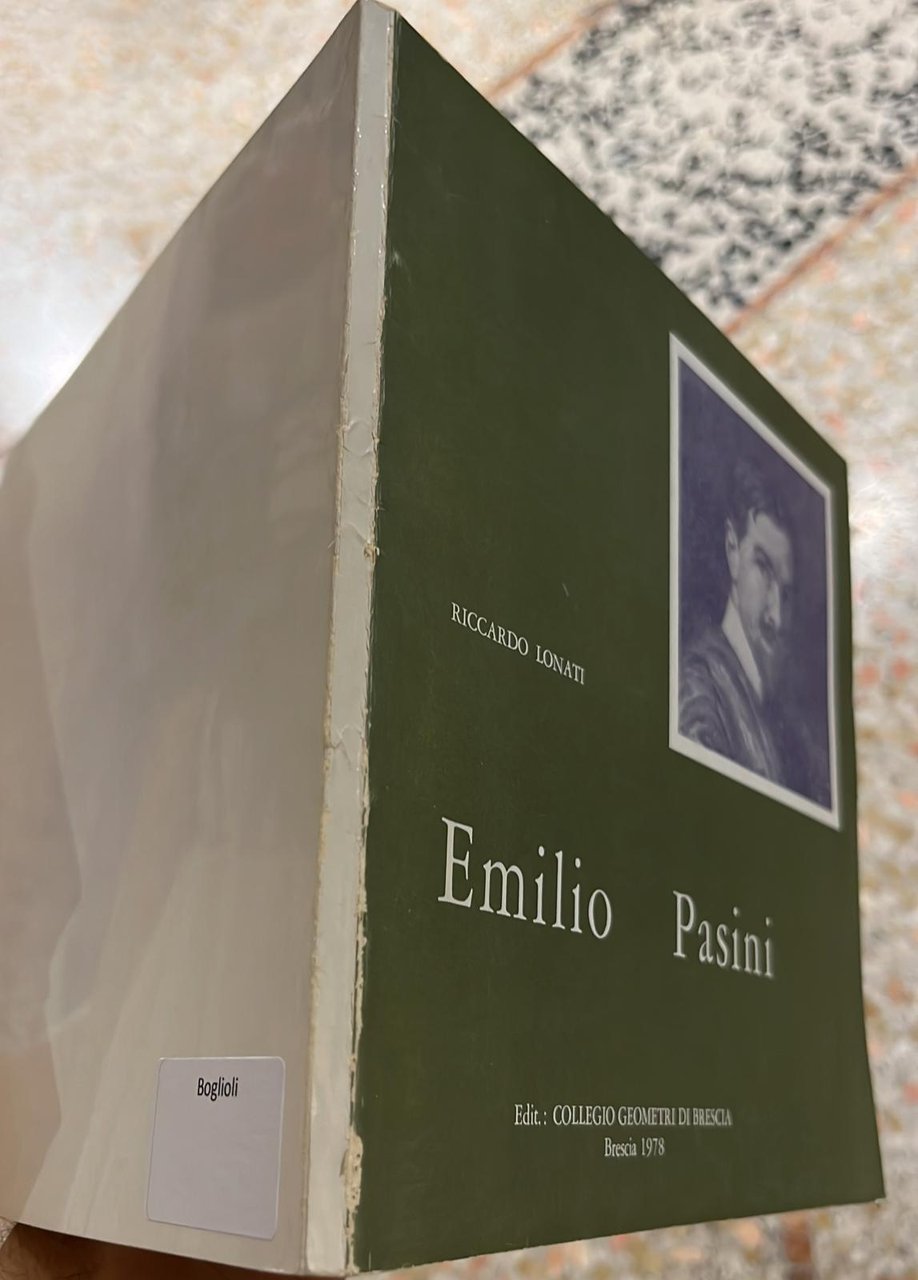 RICCARDO LONATI
Emilio Pasini
Edit.: COLLEGIO GEOMETRI DI BRESCIA
Brescia 1978
Boglioli